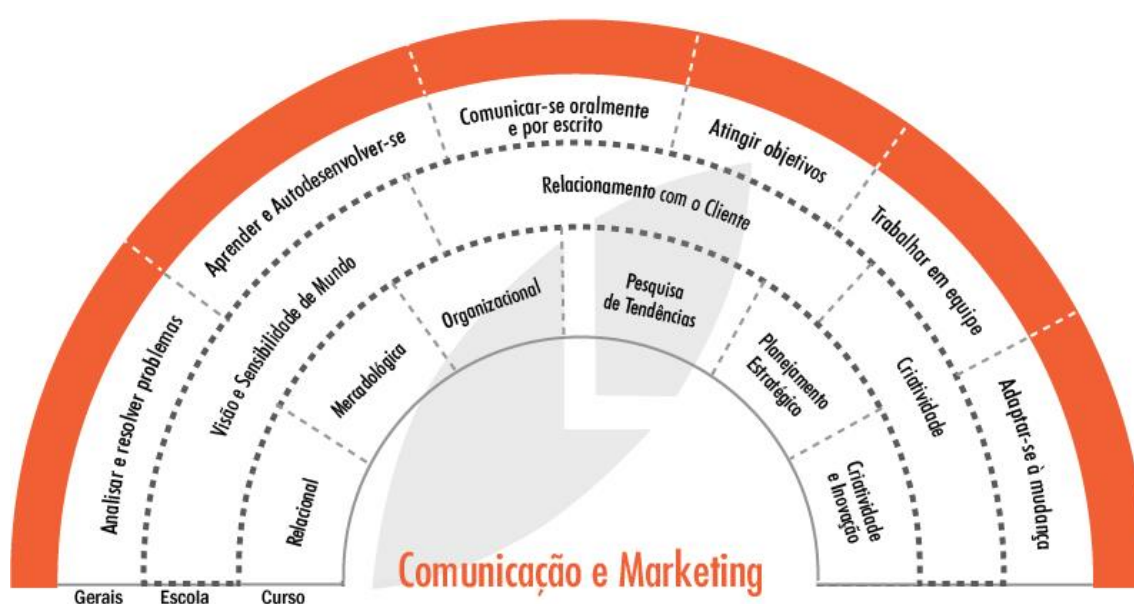 Analisar e resolver problemas
Aprender e Autodesenvolver-se
Comunicar-se oralmente
e por escrito
Atingir objetivos
Trabalhar em equipe
Adaptar-se à mudança
Visão e Sensibilidade de Mundo
Relacionamento com o Cliente
Criatividade
Relacional
Mercadológica
Organizacional
Pesquisa
de Tendências
Planejamento
Estratégico
Criatividade
e Inovação
Comunicação e Marketing
Gerais
Escola
Curso